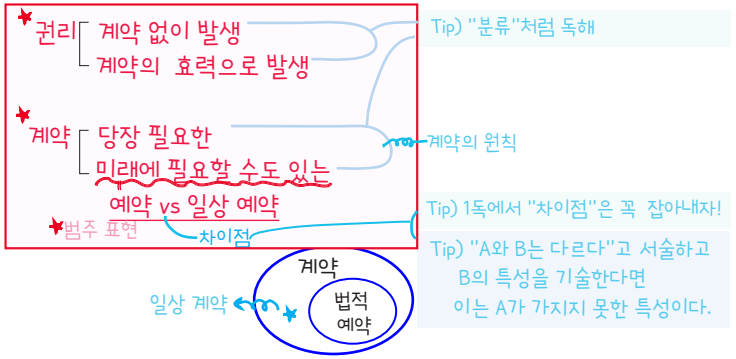 권리 계약 없이 발생
계약의 효력으로 발생
계약 당장 필요한
미래에 필요할 수도 있는
예약 vs 일상 예약
범주 표현
차이점
Tip) "분류"처럼 독해
계약의 원칙
Tip) 1독에서 "차이점"은 꼭 잡아내자!
Tip) "A와 B는 다르다"고 서술하고
B의 특성을 기술한다면
이는 A가 가지지 못한 특성이다.
계약
일상 계약
법적
예약